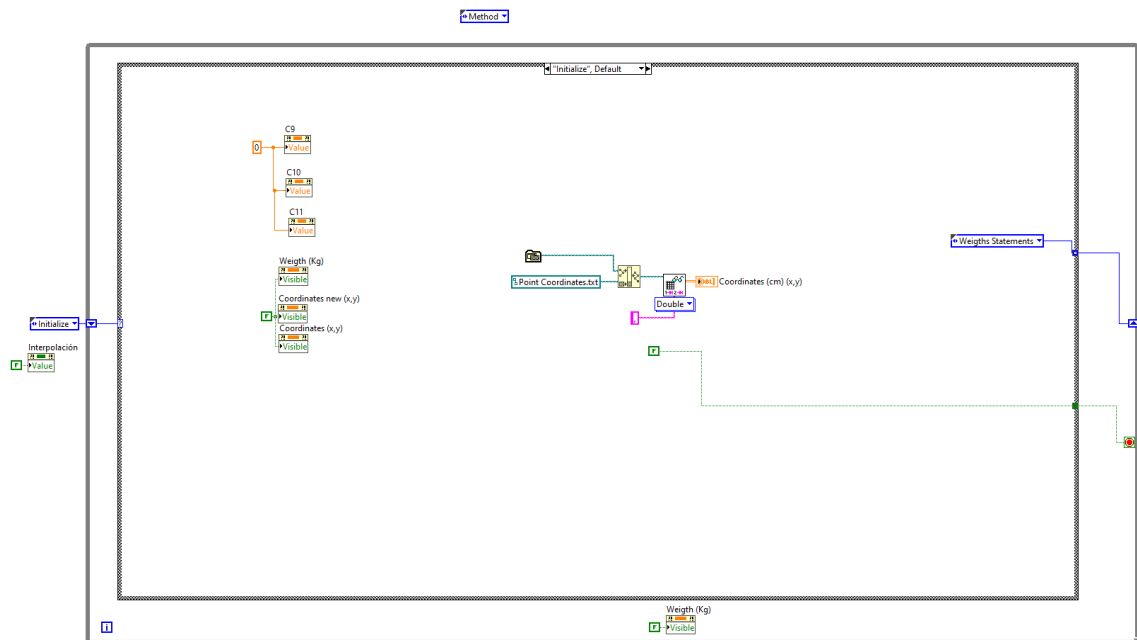 Method
"Initialize", Default
C9
0
Value
C10
Value
C11
Value
Weigths Statements
Point Coordinates.txt
Coordinates (cm) (x,y)
DBL
Double
Weigth (Kg)
Visible
Coordinates new (x,y)
F
Visible
Coordinates (x,y)
Visible
Initialize
?
Interpolación
F
Value
F
i
Weigth (Kg)
F
Visible